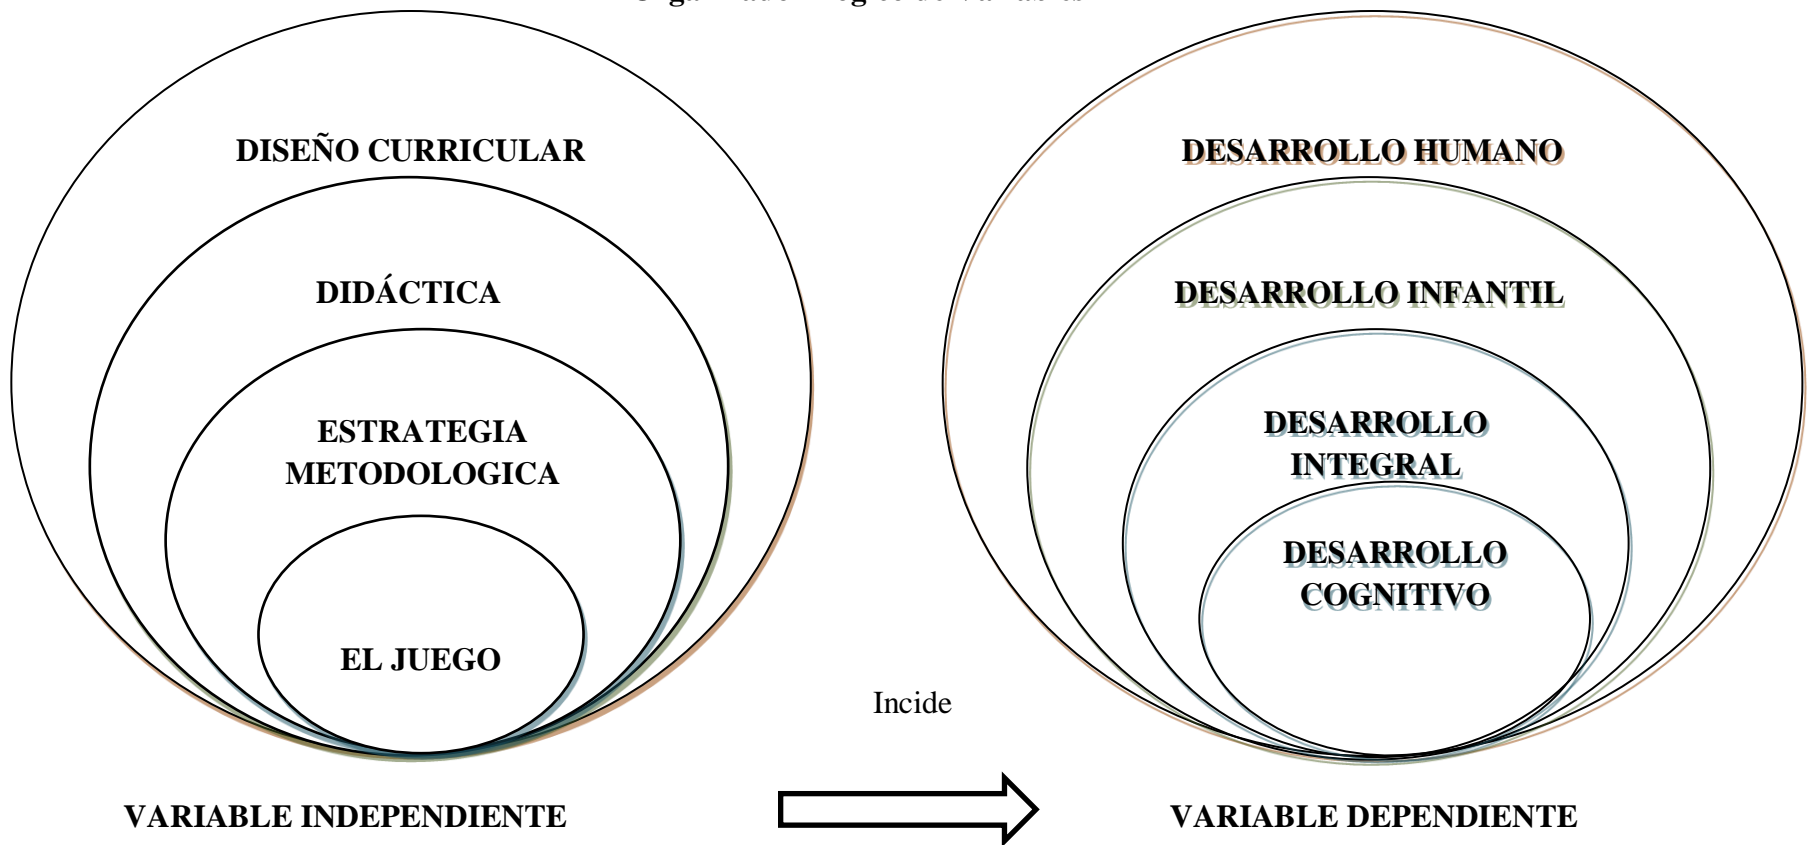 DISEÑO CURRICULAR
DIDÁCTICA
ESTRATEGIA
METODOLOGICA
EL JUEGO
VARIABLE INDEPENDIENTE
Incide
DESARROLLO HUMANO
DESARROLLO INFANTIL
DESARROLLO
INTEGRAL
DESARROLLO
COGNITIVO
VARIABLE DEPENDIENTE